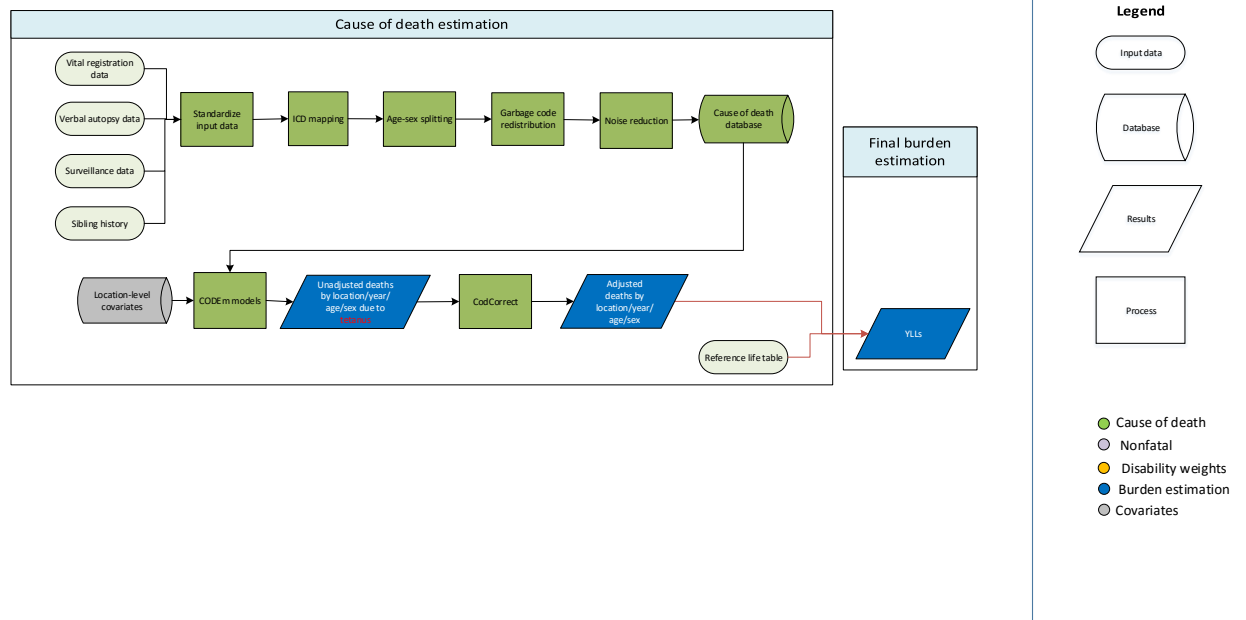 Cause of death estimation
Vital registration
data
Verbal autopsy data
Surveillance data
Sibling history
Standardize
input data
ICD mapping
Age-sex splitting
Garbage code
redistribution
Noise reduction
Cause of death
database
Location-level
covariates
CODEm models
Unadjusted deaths
by location/year/
age/sex due to
CodCorrect
Adjusted
deaths by
location/year/
age/sex
Reference life table
Final burden
estimation
YLLs
Legend
Input data
Database
Results
Process
Cause of death
Nonfatal
Disability weights
Burden estimation
Covariates